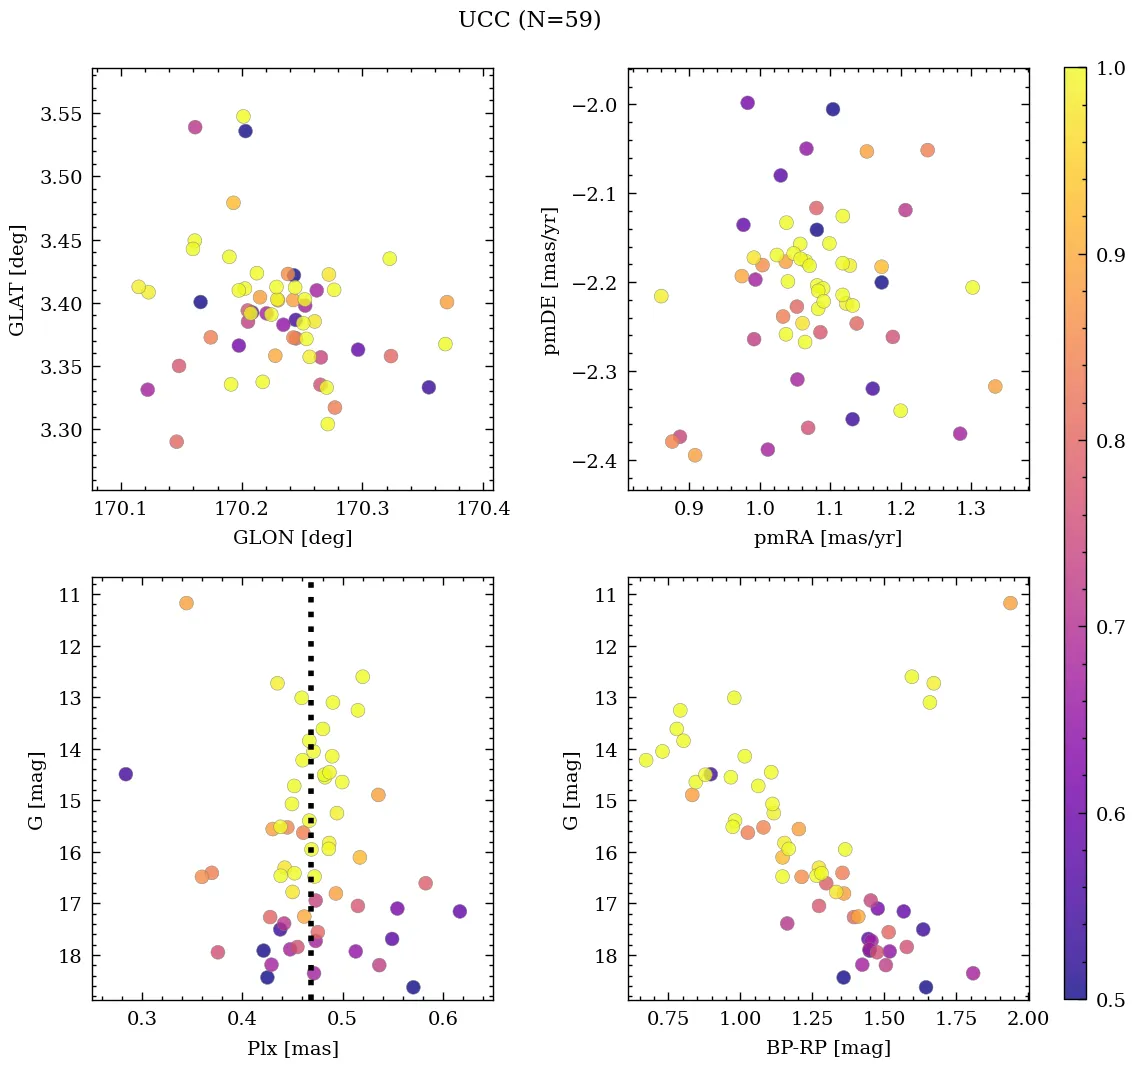 UCC (N=59)
3.55
3.50
3.45
3.40
3.35
3.30
GLAT [deg]
170.1 170.2 170.3 170.4
GLON [deg]
−2.0
−2.1
−2.2
−2.3
−2.4
pmDE [mas/yr]
0.9 1.0 1.1 1.2 1.3
pmRA [mas/yr]
11
12
13
14
15
16
17
18
G [mag]
0.3 0.4 0.5 0.6
Plx [mas]
11
12
13
14
15
16
17
18
G [mag]
0.75 1.00 1.25 1.50 1.75 2.00
BP-RP [mag]
1.0
0.9
0.8
0.7
0.6
0.5